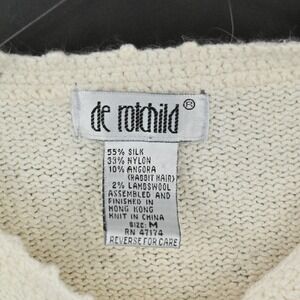 de rotchild®
55% SILK
33% NYLON
10% ANGORA
(RABBIT HAIR)
2% LAMBSWOOL
ASSEMBLED AND
FINISHED IN
HONG KONG
KNIT IN CHINA
SIZE: M
RN 47174
REVERSE FOR CARE